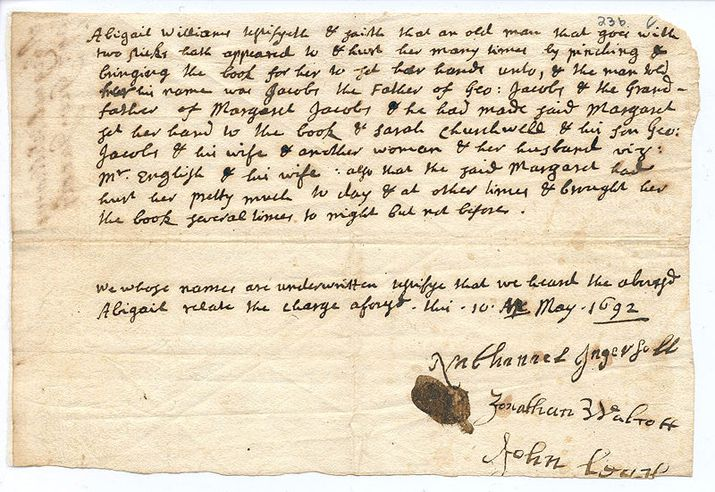 236
Abigail Williams testifyeth & saith that an old man that goes with
two sticks hath appeared to & hurt her many times by pinching &
bringing the book for her to set her hands unto, & the man told
her his name was Jacobs the Father of Geo: Jacobs & the Grand-
father of Margaret Jacobs & he had made said Margaret
set her hand to the book & Sarah Churchwell & his son Geo:
Jacobs & his wife & another woman & her husband viz:
Mr. English & his wife : also that the said Margaret had
hurt her pretty much to day & at other times & brought her
the book several times to night but not before.
we whose names are underwritten testifye that we heard the abovesd
Abigail relate the charge aforesd. this . 10. May . 1692
Nathanael Ingersoll
Jonathan Walcott
John